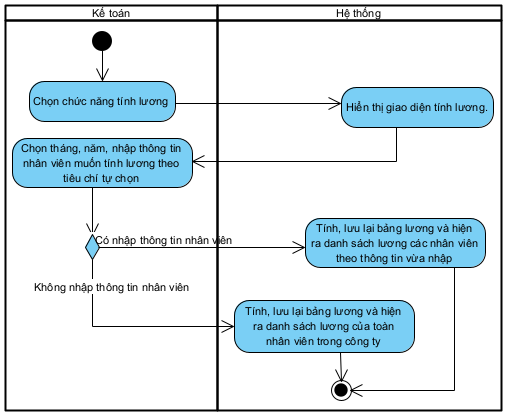 Kế toán
Hệ thống
Chọn chức năng tính lương
Hiển thị giao diện tính lương.
Chọn tháng, năm, nhập thông tin
nhân viên muốn tính lương theo
tiêu chí tự chọn
Có nhập thông tin nhân viên
Tính, lưu lại bảng lương và hiện
ra danh sách lương các nhân viên
theo thông tin vừa nhập
Không nhập thông tin nhân viên
Tính, lưu lại bảng lương và hiện
ra danh sách lương của toàn
nhân viên trong công ty